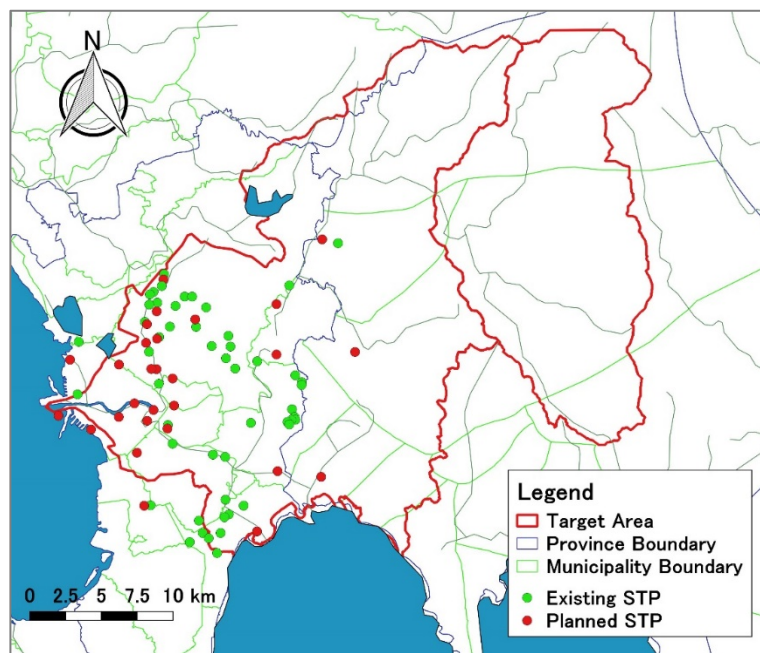 N
Legend
Target Area
Province Boundary
Municipality Boundary
Existing STP
Planned STP
0 2.5 5 7.5 10 km